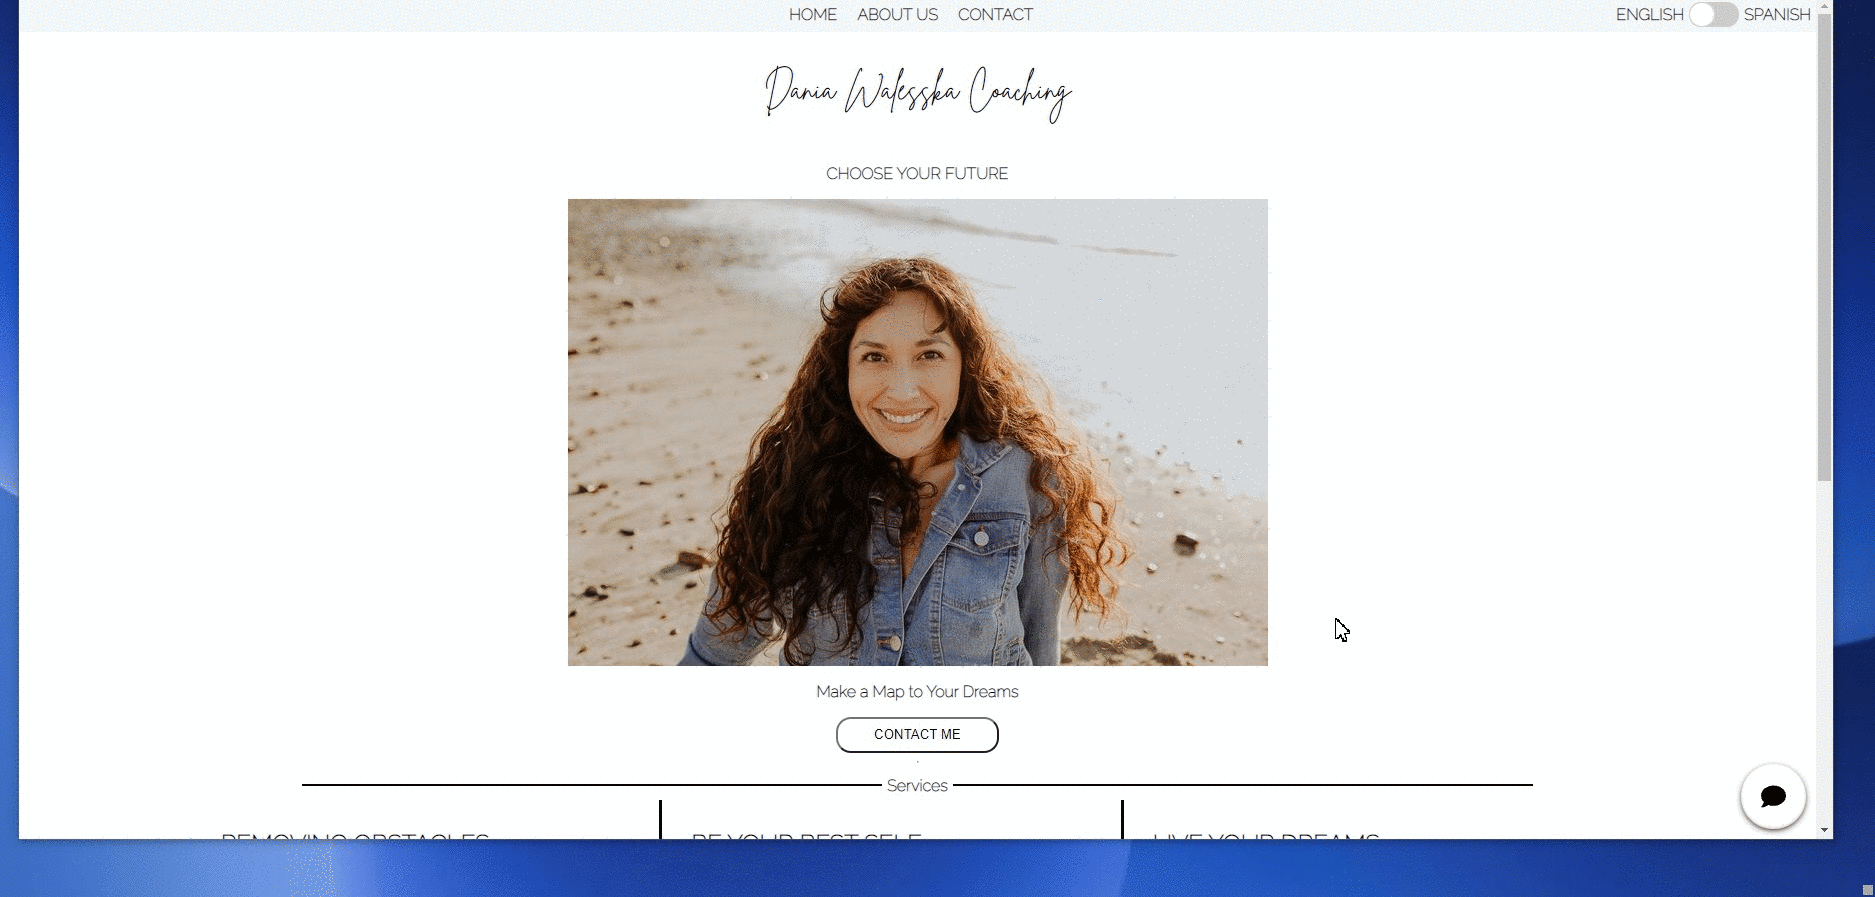 HOME ABOUT US CONTACT ENGLISH SPANISH
Dania Walesska Coaching
CHOOSE YOUR FUTURE
Make a Map to Your Dreams
CONTACT ME
Services
REMOVING OBSTACLES BE YOUR BEST SELF LIVE YOUR DREAMS